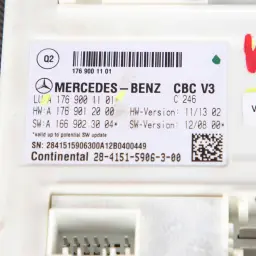 Q2
176 900 11 01
MERCEDES-BENZ CBC V3
LU: A 176 900 11 01 C 246
HW: A 176 901 20 00 HW-Version: 11/13 02
SW: A 166 902 30 04* SW-Version: 12/08 00*
*valid up to potential SW update
SN: 2841515906300A12B0400449
Continental 28-4151-5906-3-00